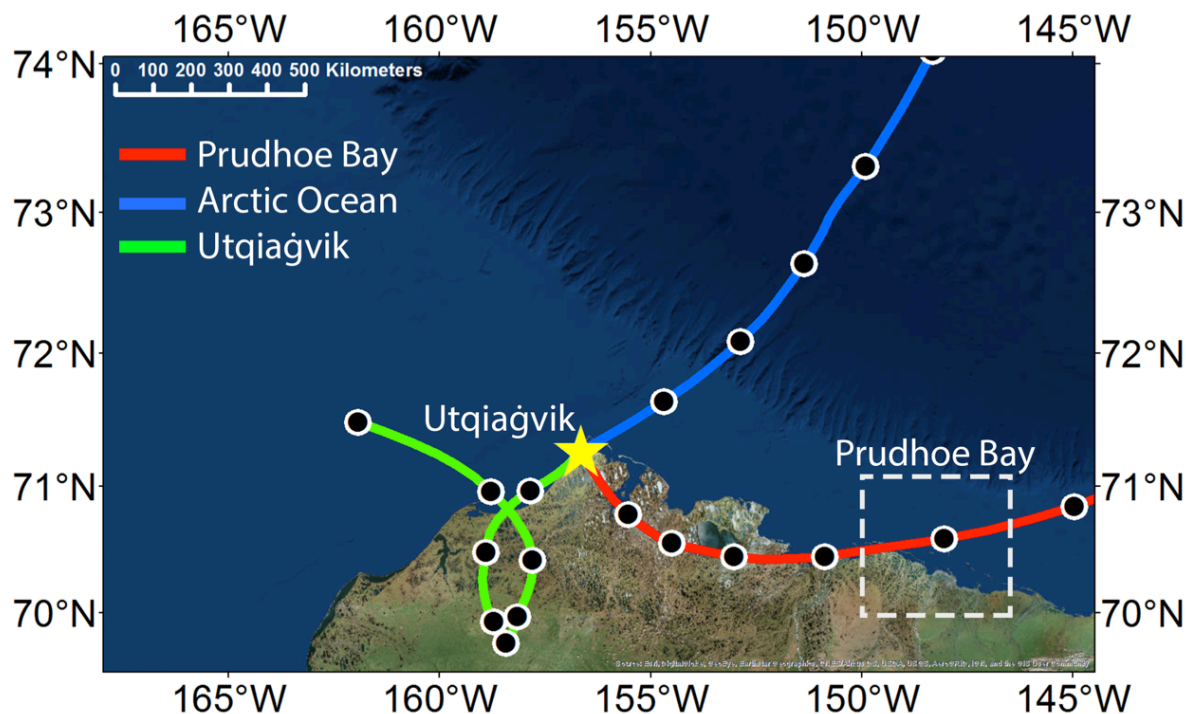 165°W 160°W 155°W 150°W 145°W
74°N
0 100 200 300 400 500 Kilometers
Prudhoe Bay
Arctic Ocean
Utqiaġvik
73°N 73°N
72°N 72°N
Utqiaġvik
Prudhoe Bay
71°N 71°N
70°N 70°N
165°W 160°W 155°W 150°W 145°W